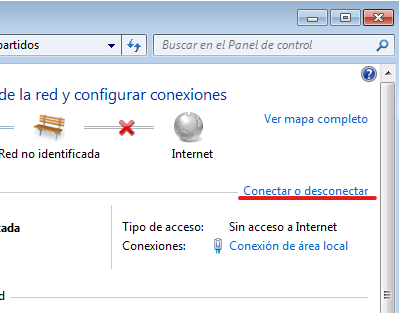 partidos
Buscar en el Panel de control
de la red y configurar conexiones
Ver mapa completo
Red no identificada
Internet
Conectar o desconectar
ada
Tipo de acceso:
Sin acceso a Internet
Conexiones:
Conexión de área local
d